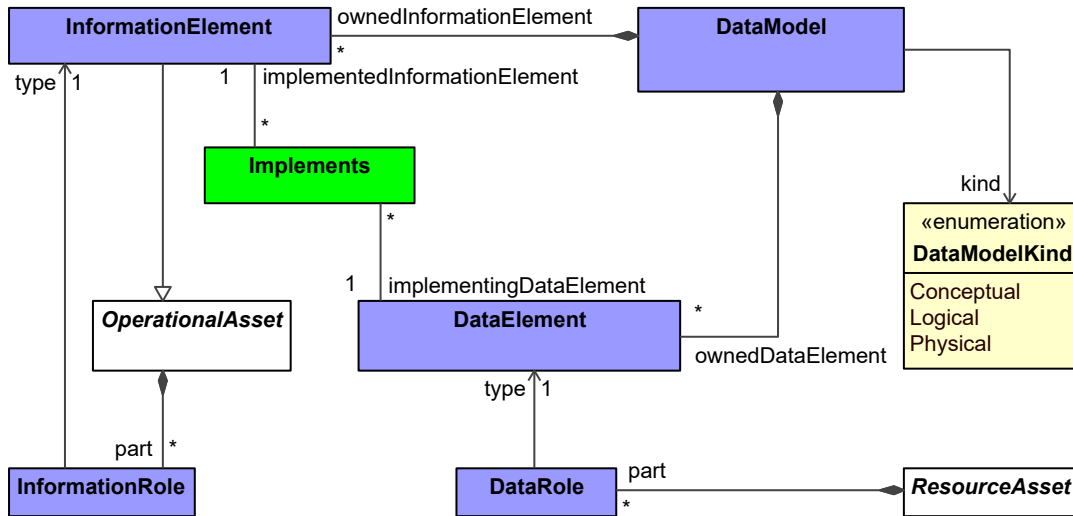 InformationElement
ownedInformationElement
*
DataModel
type
1
1
implementedInformationElement
*
Implements
kind
*
«enumeration»
DataModelKind
Conceptual
Logical
Physical
1
implementingDataElement
OperationalAsset
DataElement
*
ownedDataElement
type
1
part
*
InformationRole
DataRole
part
*
ResourceAsset